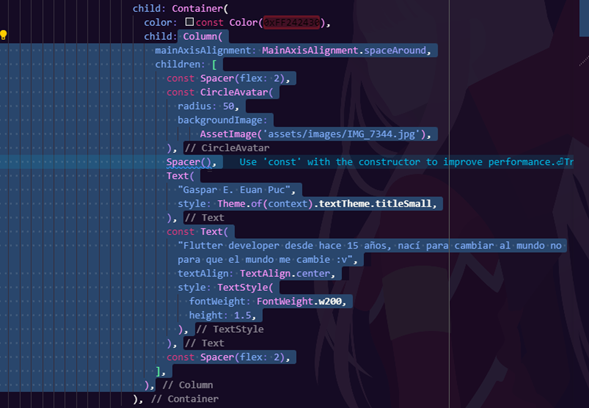 child: Container(
color: const Color(0xFF242430),
child: Column(
mainAxisAlignment: MainAxisAlignment.spaceAround,
children: [
const Spacer(flex: 2),
const CircleAvatar(
radius: 50,
backgroundImage:
AssetImage('assets/images/IMG_7344.jpg'),
), // CircleAvatar
Spacer(), Use 'const' with the constructor to improve performance.⏎Tr
Text(
"Gaspar E. Euan Puc",
style: Theme.of(context).textTheme.titleSmall,
), // Text
const Text(
"Flutter developer desde hace 15 años, nací para cambiar al mundo no
para que el mundo me cambie :v",
textAlign: TextAlign.center,
style: TextStyle(
fontWeight: FontWeight.w200,
height: 1.5,
), // TextStyle
), // Text
const Spacer(flex: 2),
],
), // Column
), // Container